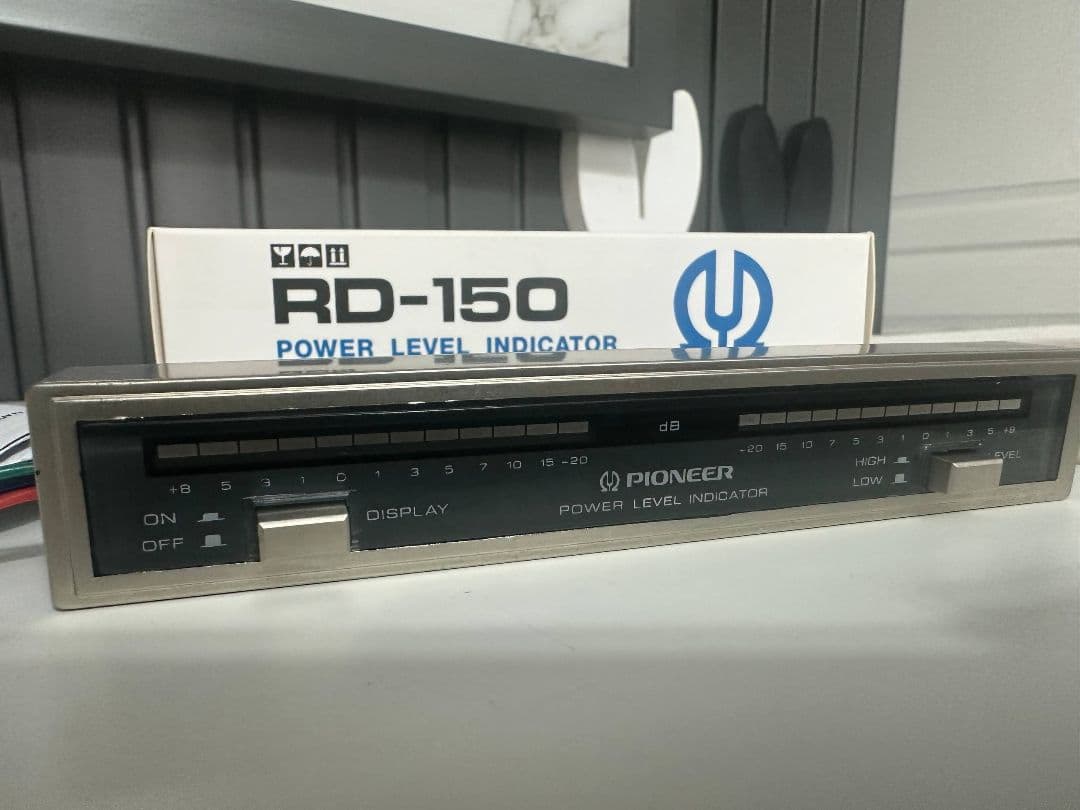 RD-150
POWER LEVEL INDICATOR
dB
+8 5 3 1 0 1 3 5 7 10 15 -20
-20 15 10 7 5 3 1 0 1 3 5 +8
PIONEER
POWER LEVEL INDICATOR
ON
OFF
DISPLAY
HIGH
LOW